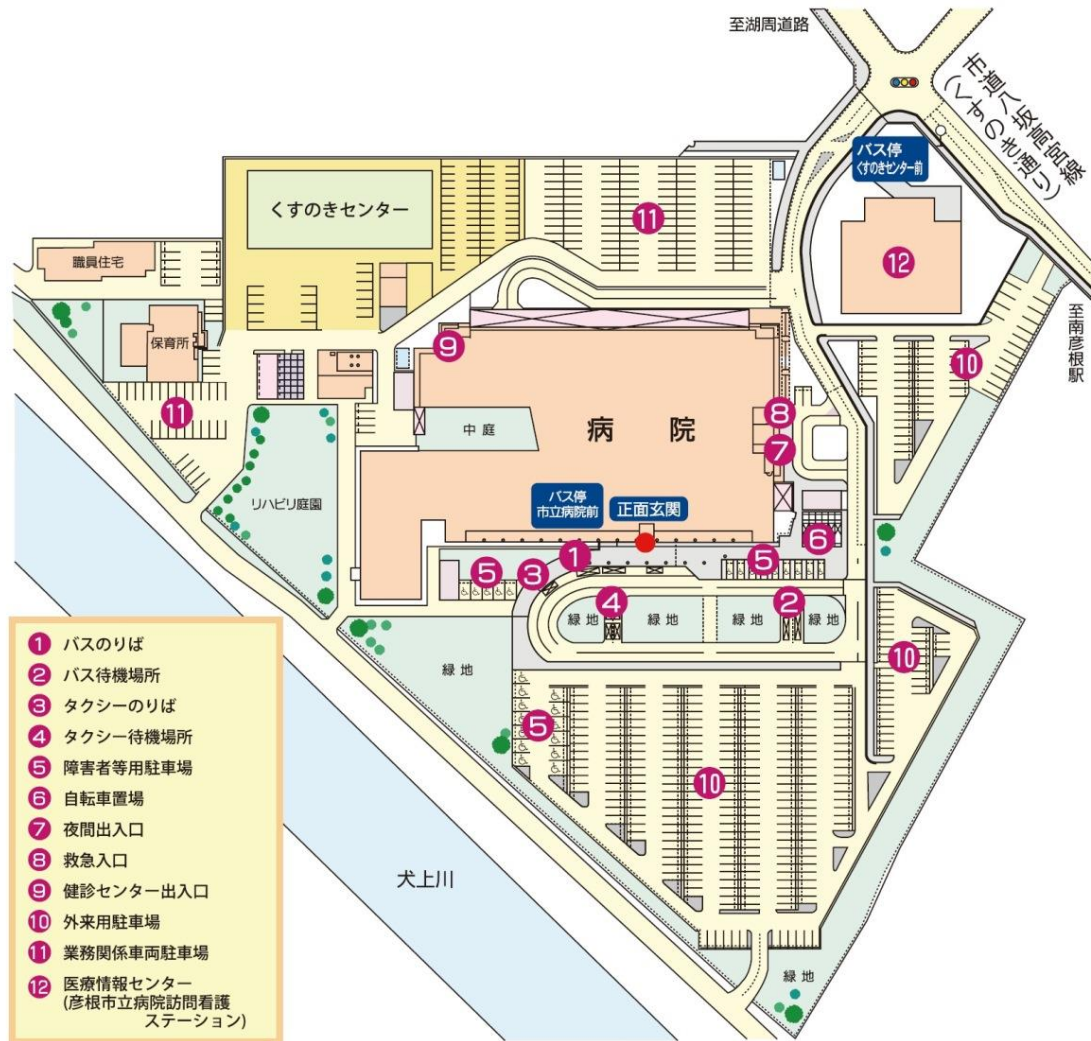 至湖周道路
市道八坂高宮線
(くすのき通り)
バス停
くすのきセンター前
くすのきセンター
11
12
職員住宅
至南彦根駅
保育所
9
10
11
8
中庭
病院
7
リハビリ庭園
バス停
市立病院前
正面玄関
6
1
5
3
5
4
2
緑地
緑地
緑地
緑地
緑地
10
5
10
犬上川
緑地
1 バスのりば
2 バス待機場所
3 タクシーのりば
4 タクシー待機場所
5 障害者等用駐車場
6 自転車置場
7 夜間出入口
8 救急入口
9 健診センター出入口
10 外来用駐車場
11 業務関係車両駐車場
12 医療情報センター
(彦根市立病院訪問看護
ステーション)